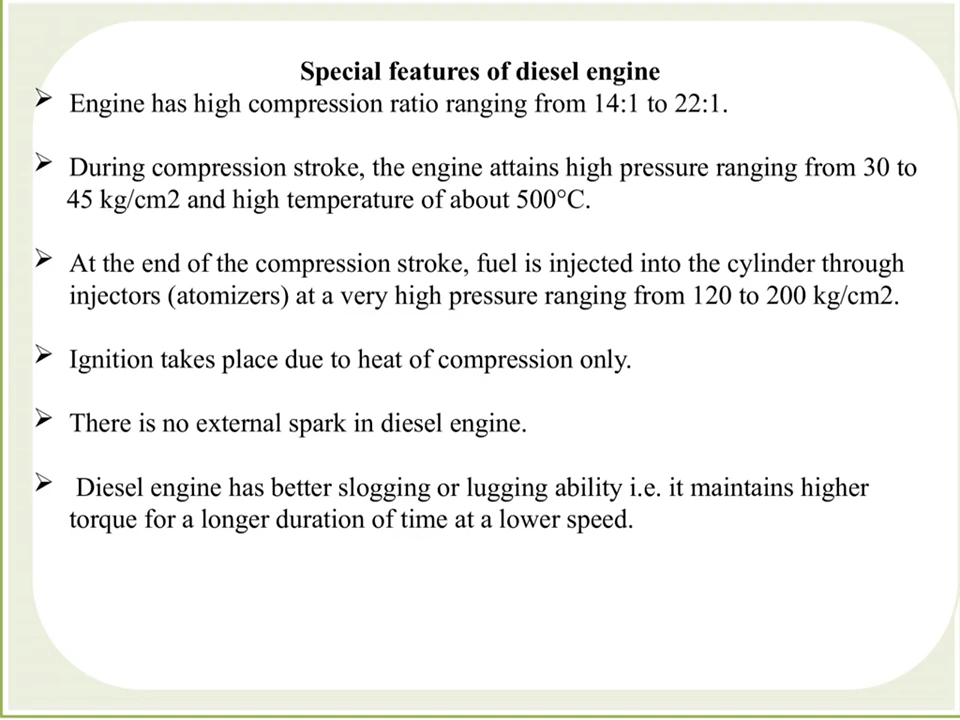 Special features of diesel engine
➢ Engine has high compression ratio ranging from 14:1 to 22:1.
➢ During compression stroke, the engine attains high pressure ranging from 30 to
45 kg/cm2 and high temperature of about 500°C.
➢ At the end of the compression stroke, fuel is injected into the cylinder through
injectors (atomizers) at a very high pressure ranging from 120 to 200 kg/cm2.
➢ Ignition takes place due to heat of compression only.
➢ There is no external spark in diesel engine.
➢ Diesel engine has better slogging or lugging ability i.e. it maintains higher
torque for a longer duration of time at a lower speed.